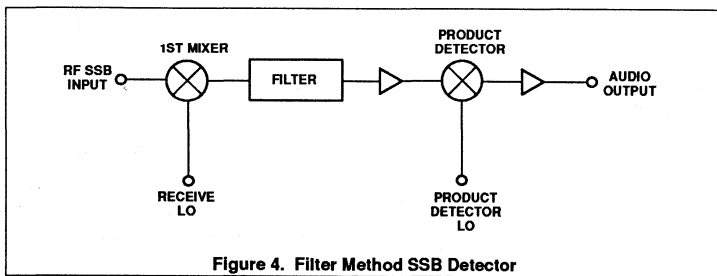 1ST MIXER
PRODUCT
DETECTOR
RF SSB
INPUT
FILTER
AUDIO
OUTPUT
RECEIVE
LO
PRODUCT
DETECTOR
LO
Figure 4. Filter Method SSB Detector